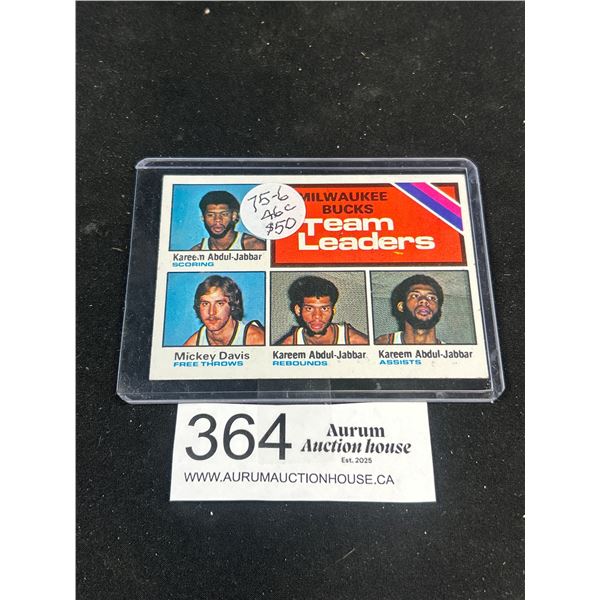 75-6
46c
$50
MILWAUKEE
BUCKS
Team
Leaders
Kareem Abdul-Jabbar
SCORING
Mickey Davis
FREE THROWS
Kareem Abdul-Jabbar
REBOUNDS
Kareem Abdul-Jabbar
ASSISTS
364
Aurum
Auction house
Est. 2025
WWW.AURUMAUCTIONHOUSE.CA